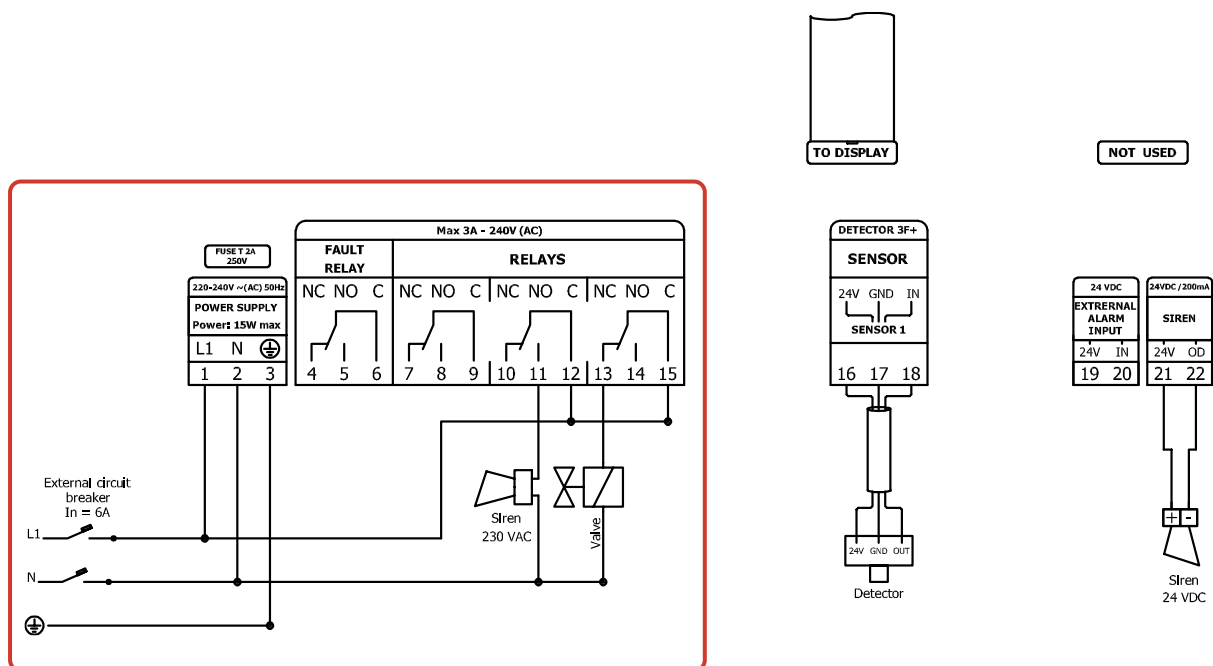 TO DISPLAY
NOT USED
FUSE T 2A
250V
220-240V ~(AC) 50Hz
POWER SUPPLY
Power: 15W max
L1 N
1 2 3
Max 3A - 240V (AC)
FAULT
RELAY
RELAYS
NC NO C NC NO C NC NO C NC NO C
4 5 6 7 8 9 10 11 12 13 14 15
External circuit
breaker
In = 6A
L1
N
Siren
230 VAC
Valve
DETECTOR 3F+
SENSOR
24V GND IN
SENSOR 1
16 17 18
24V GND OUT
Detector
24 VDC
EXTRERNAL
ALARM
INPUT
24V IN
19 20
24VDC/200mA
SIREN
24V OD
21 22
+ -
Siren
24 VDC